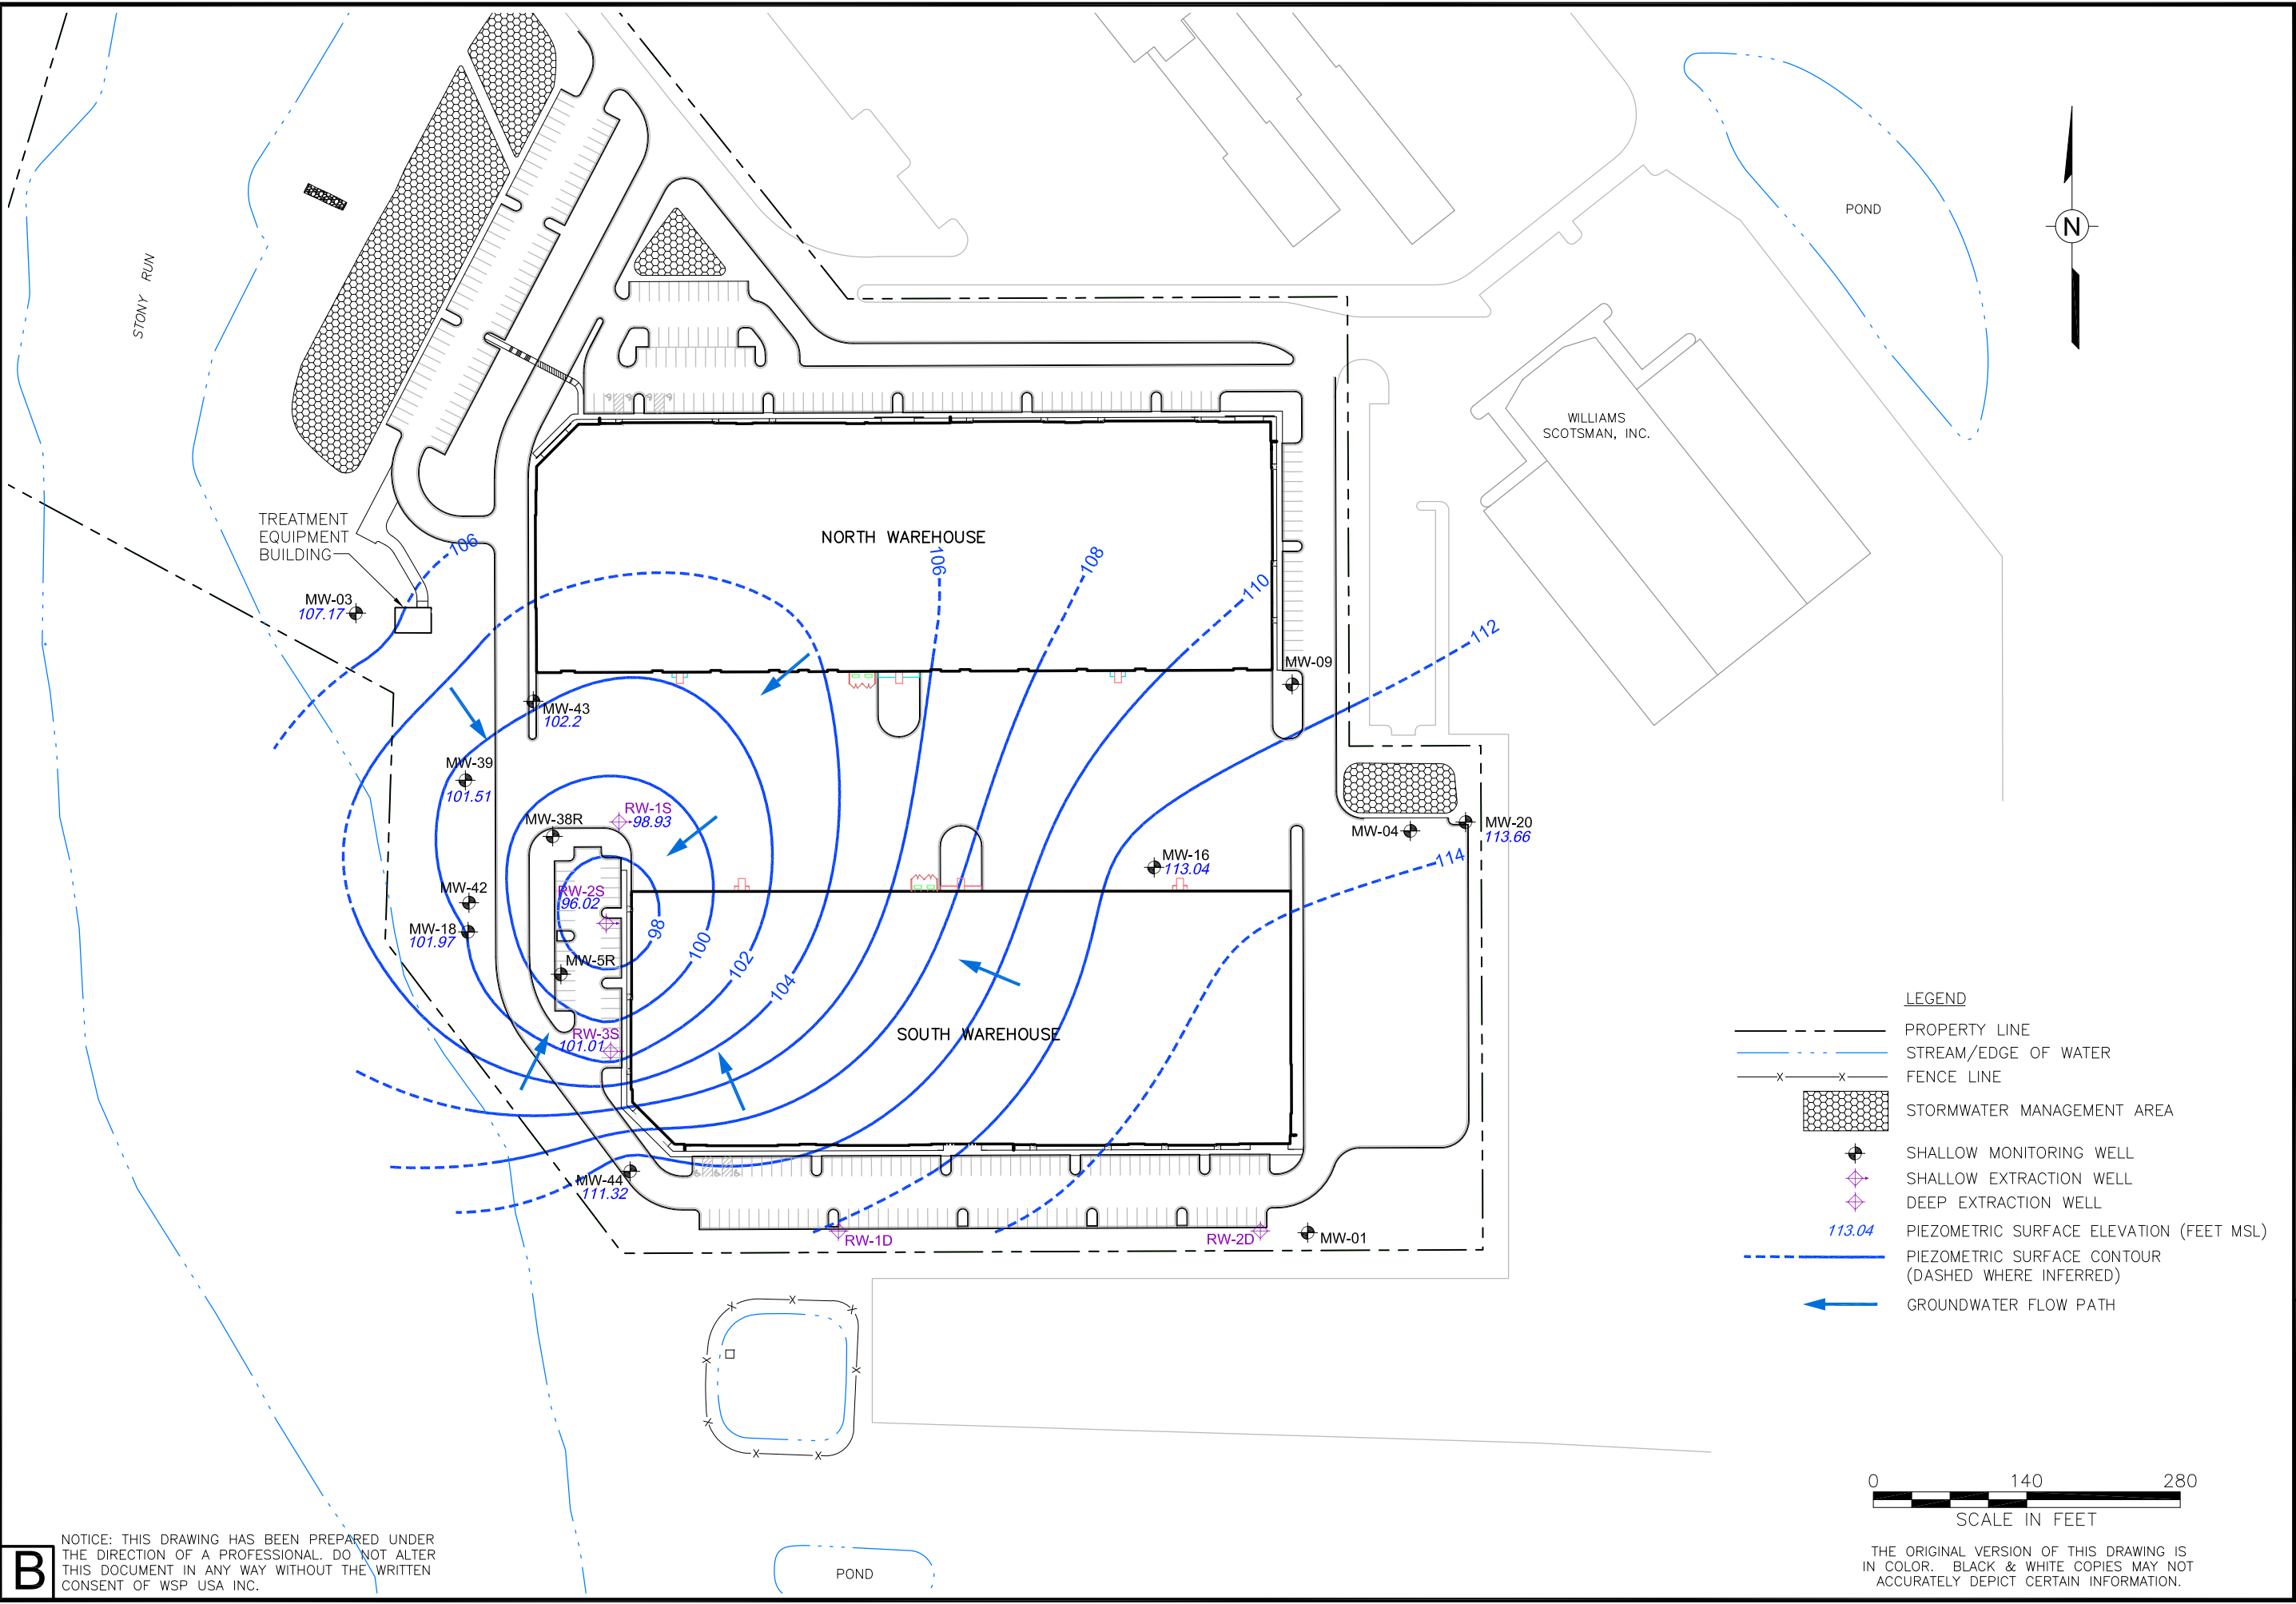 POND
N
STONY RUN
WILLIAMS
SCOTSMAN, INC.
TREATMENT
EQUIPMENT
BUILDING
NORTH WAREHOUSE
106
106
108
110
112
MW-03
107.17
MW-09
MW-43
102.2
MW-39
101.51
RW-1S
98.93
MW-38R
MW-04
MW-20
113.66
MW-16
113.04
114
MW-42
RW-2S
96.02
MW-18
101.97
98
100
102
104
MW-5R
RW-3S
101.01
SOUTH WAREHOUSE
MW-44
111.32
RW-1D
RW-2D
MW-01
LEGEND
PROPERTY LINE
STREAM/EDGE OF WATER
X X FENCE LINE
STORMWATER MANAGEMENT AREA
SHALLOW MONITORING WELL
SHALLOW EXTRACTION WELL
DEEP EXTRACTION WELL
113.04 PIEZOMETRIC SURFACE ELEVATION (FEET MSL)
PIEZOMETRIC SURFACE CONTOUR
(DASHED WHERE INFERRED)
GROUNDWATER FLOW PATH
X X X
X X
X X X
0 140 280
SCALE IN FEET
THE ORIGINAL VERSION OF THIS DRAWING IS
IN COLOR. BLACK & WHITE COPIES MAY NOT
ACCURATELY DEPICT CERTAIN INFORMATION.
POND
B
NOTICE: THIS DRAWING HAS BEEN PREPARED UNDER
THE DIRECTION OF A PROFESSIONAL. DO NOT ALTER
THIS DOCUMENT IN ANY WAY WITHOUT THE WRITTEN
CONSENT OF WSP USA INC.